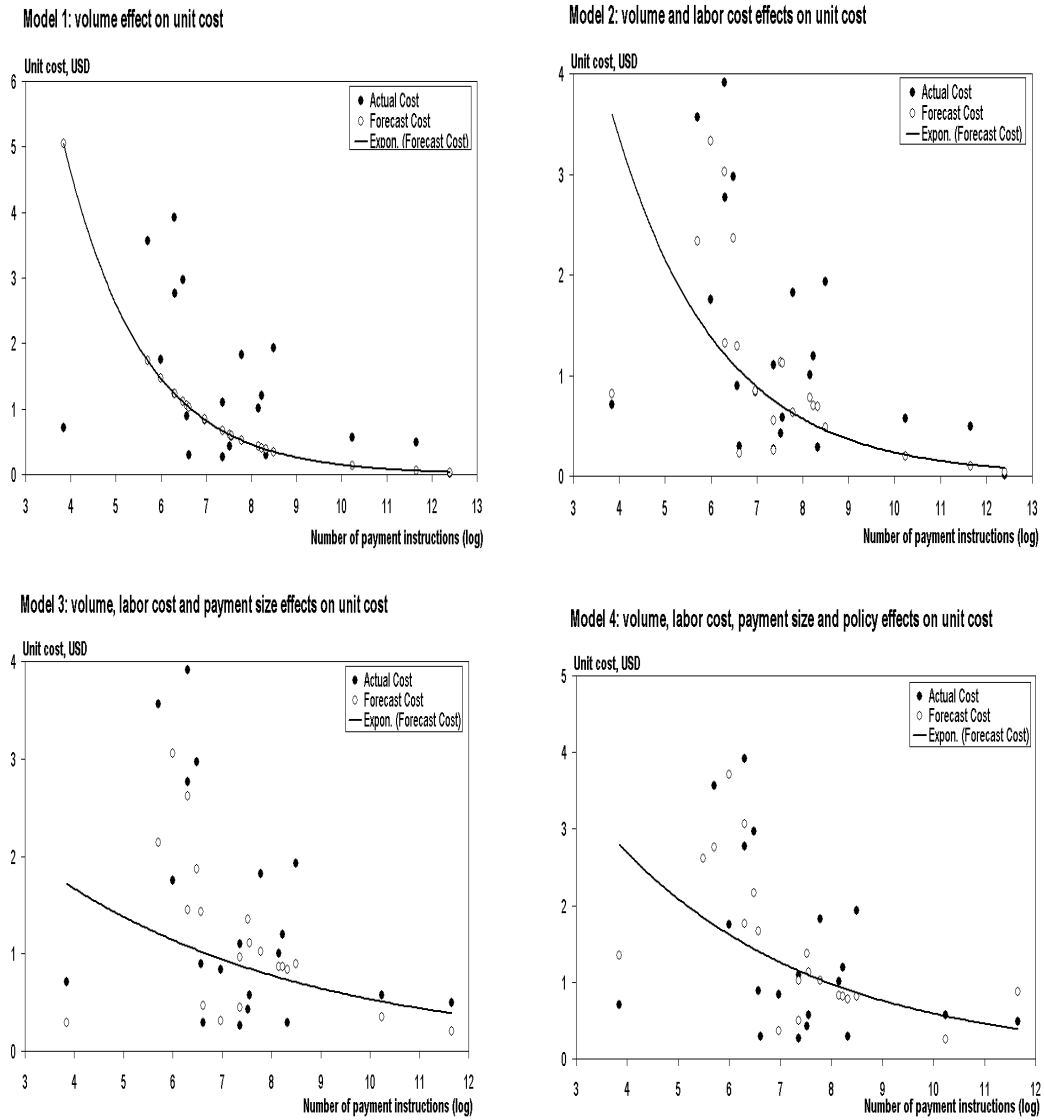 Model 1: volume effect on unit cost
Unit cost, USD
6
5
4
3
2
1
0
Actual Cost
Forecast Cost
Expon. (Forecast Cost)
3 4 5 6 7 8 9 10 11 12 13
Number of payment instructions (log)
Model 2: volume and labor cost effects on unit cost
Unit cost, USD
4
3
2
1
0
Actual Cost
Forecast Cost
Expon. (Forecast Cost)
3 4 5 6 7 8 9 10 11 12 13
Number of payment instructions (log)
Model 3: volume, labor cost and payment size effects on unit cost
Unit cost, USD
4
3
2
1
0
Actual Cost
Forecast Cost
Expon. (Forecast Cost)
3 4 5 6 7 8 9 10 11 12
Number of payment instructions (log)
Model 4: volume, labor cost, payment size and policy effects on unit cost
Unit cost, USD
5
4
3
2
1
0
Actual Cost
Forecast Cost
Expon. (Forecast Cost)
3 4 5 6 7 8 9 10 11 12
Number of payment instructions (log)